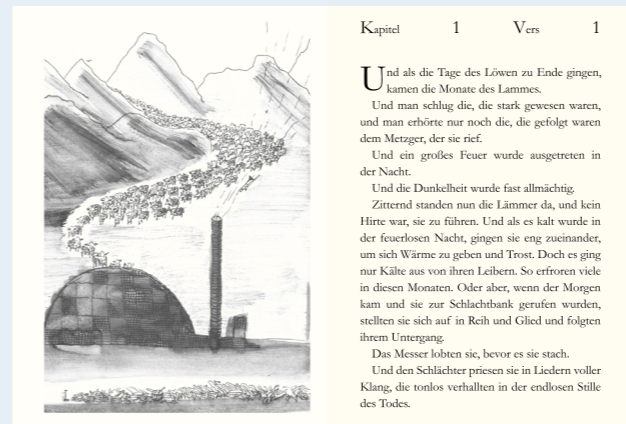 Kapitel 1 Vers 1
Und als die Tage des Löwen zu Ende gingen,
kamen die Monate des Lammes.
Und man schlug die, die stark gewesen waren,
und man erhörte nur noch die, die gefolgt waren
dem Metzger, der sie rief.
Und ein großes Feuer wurde ausgetreten in
der Nacht.
Und die Dunkelheit wurde fast allmächtig.
Zitternd standen nun die Lämmer da, und kein
Hirte war, sie zu führen. Und als es kalt wurde in
der feuerlosen Nacht, gingen sie eng zueinander,
um sich Wärme zu geben und Trost. Doch es ging
nur Kälte aus von ihren Leibern. So erfroren viele
in diesen Monaten. Oder aber, wenn der Morgen
kam und sie zur Schlachtbank gerufen wurden,
stellten sie sich auf in Reih und Glied und folgten
ihrem Untergang.
Das Messer lobten sie, bevor es sie stach.
Und den Schlächter priesen sie in Liedern voller
Klang, die tonlos verhallten in der endlosen Stille
des Todes.